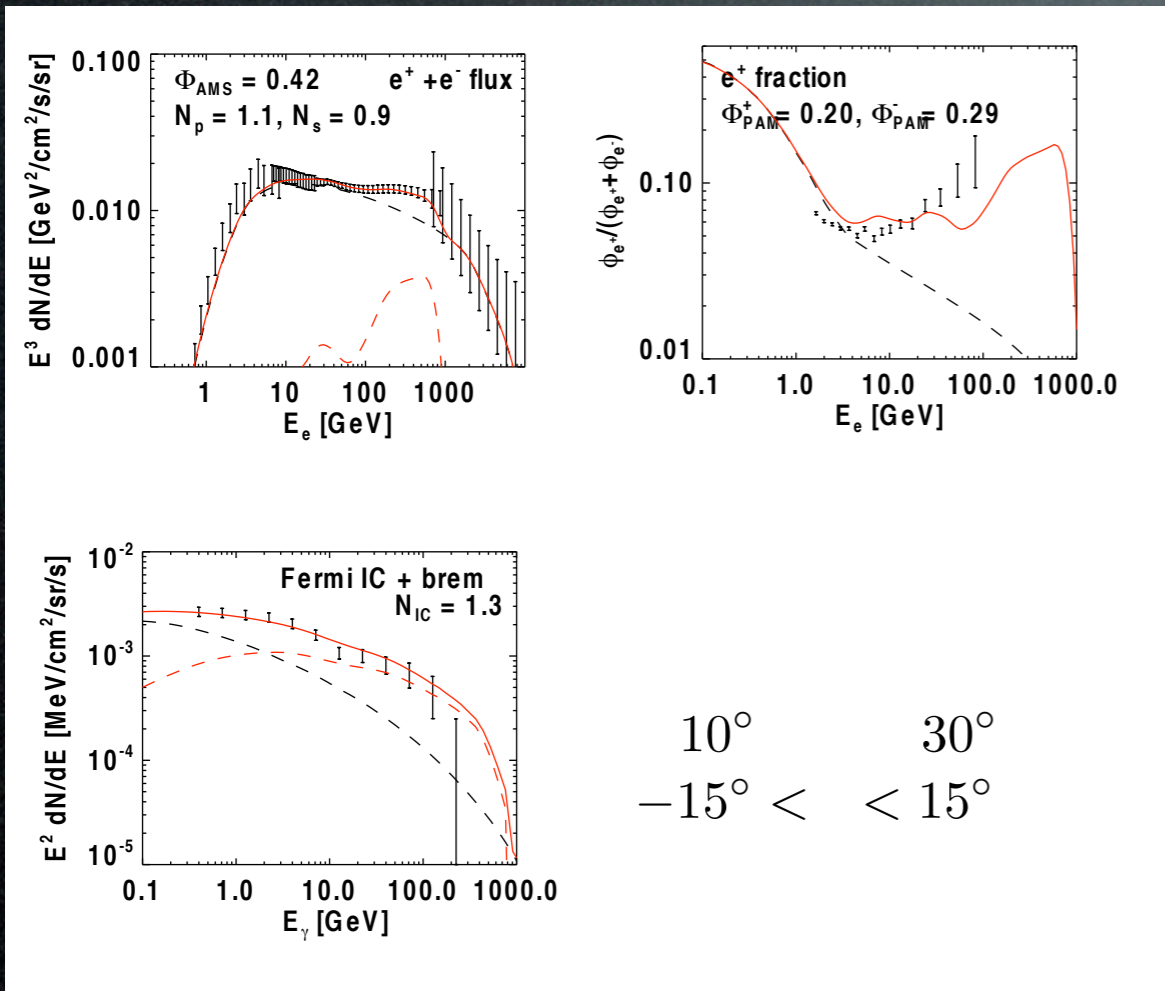 Φ_AMS = 0.42 e⁺ +e⁻ flux
N_p = 1.1, N_s = 0.9
E³ dN/dE [GeV²/cm²/s/sr]
0.100
0.010
0.001
1 10 100 1000
E_e [GeV]
e⁺ fraction
Φ⁺_PAM = 0.20, Φ⁻_PAM = 0.29
ϕ_e⁺/(ϕ_e⁺+ϕ_e⁻)
0.10
0.01
0.1 1.0 10.0 100.0 1000.0
E_e [GeV]
Fermi IC + brem
N_IC = 1.3
E² dN/dE [MeV/cm²/sr/s]
10⁻²
10⁻³
10⁻⁴
10⁻⁵
0.1 1.0 10.0 100.0 1000.0
E_γ [GeV]
10° 30°
−15° < < 15°